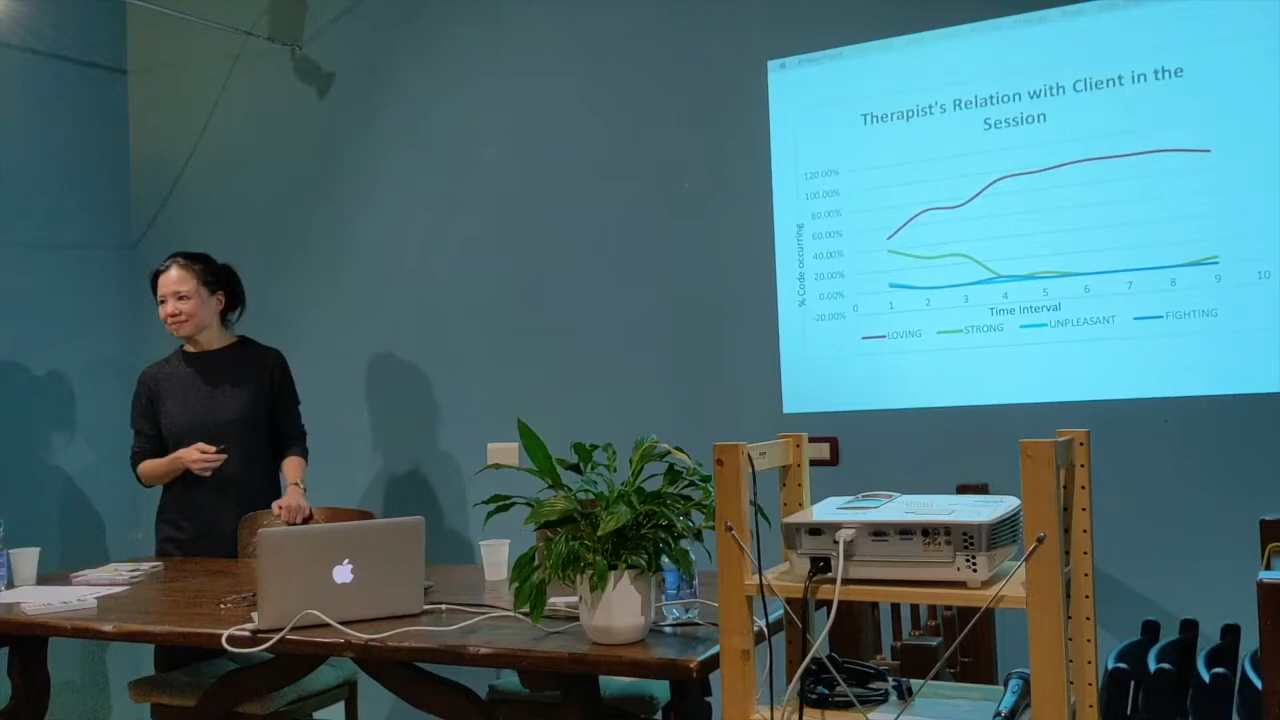 Therapist's Relation with Client in the
Session
120.00%
100.00%
80.00%
60.00%
40.00%
20.00%
0.00%
-20.00%
% Code occurring
0 1 2 3 4 5 6 7 8 9 10
Time Interval
LOVING STRONG UNPLEASANT FIGHTING